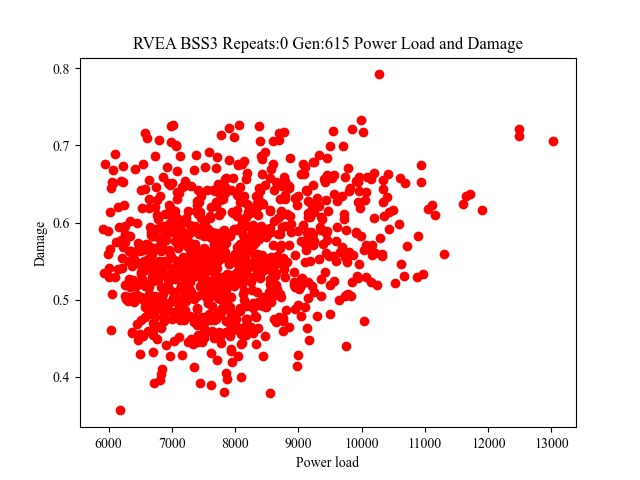 RVEA BSS3 Repeats:0 Gen:615 Power Load and Damage
0.8
0.7
0.6
0.5
0.4
Damage
6000 7000 8000 9000 10000 11000 12000 13000
Power load